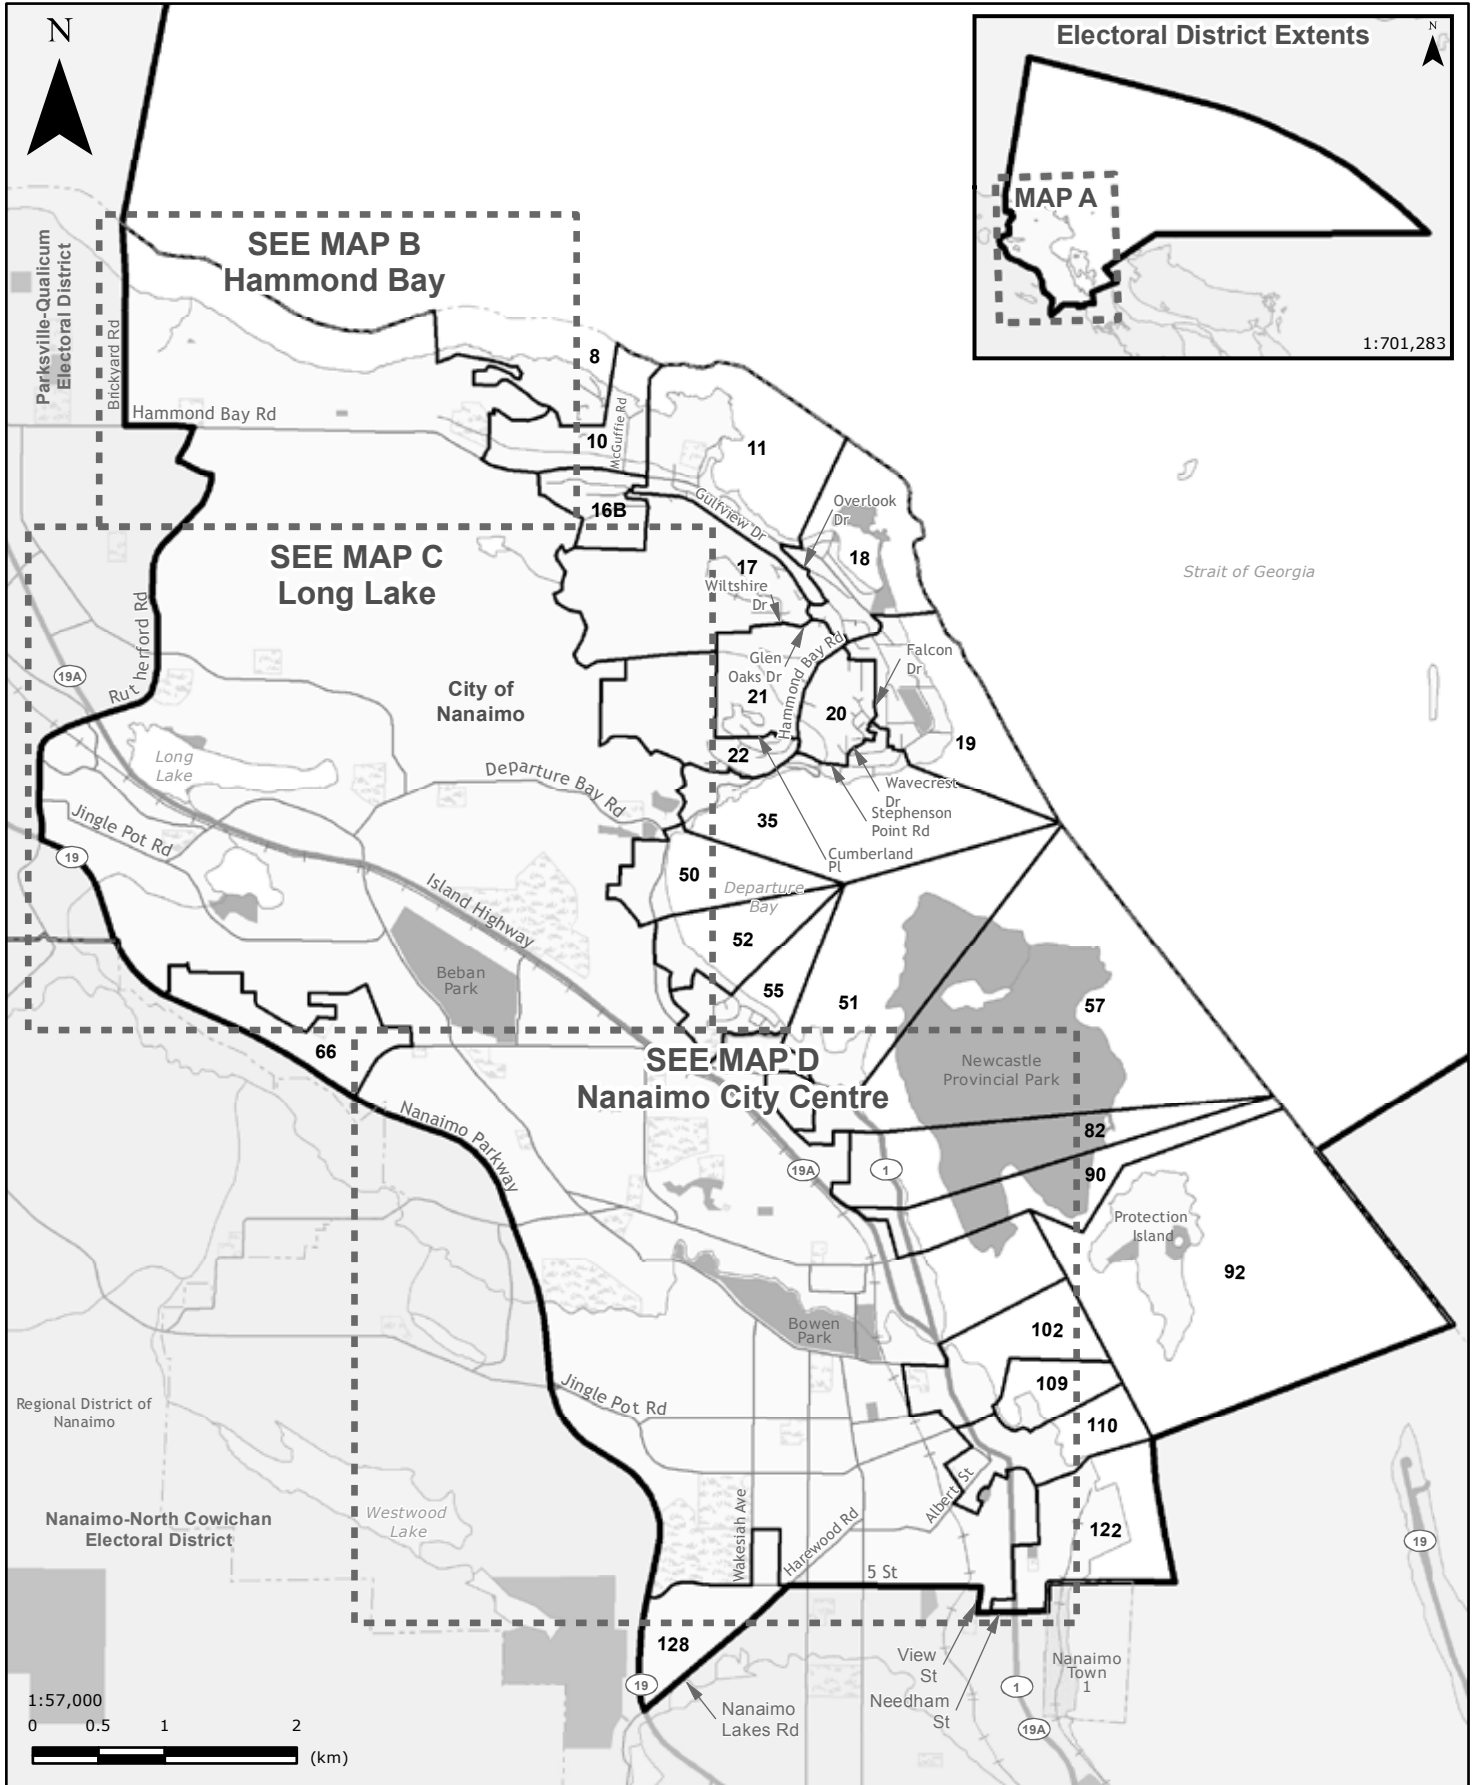 N
Electoral District Extents
N
MAP A
1:701,283
SEE MAP B
Hammond Bay
Parksville-Qualicum
Electoral District
Brickyard Rd
Hammond Bay Rd
8
McGuffie Rd
10
11
16B
Gulfview Dr
Overlook
Dr
18
Strait of Georgia
SEE MAP C
Long Lake
17
Wiltshire
Dr
Rutherford Rd
19A
City of
Nanaimo
Glen
Oaks Dr
Hammond Bay Rd
Falcon
Dr
21
20
19
22
Long
Lake
Departure Bay Rd
Wavecrest
Dr
Stephenson
Point Rd
35
Jingle Pot Rd
19
Cumberland
Pl
50
Departure
Bay
Island Highway
52
Beban
Park
55
51
57
66
SEE MAP D
Nanaimo City Centre
Newcastle
Provincial Park
Nanaimo Parkway
82
19A
1
90
Protection
Island
92
Bowen
Park
102
109
Jingle Pot Rd
110
Regional District of
Nanaimo
Nanaimo-North Cowichan
Electoral District
Westwood
Lake
Wakesiah Ave
Harewood Rd
Albert St
122
5 St
19
128
View
St
Needham
St
Nanaimo
Town
1
19
1
19A
Nanaimo
Lakes Rd
1:57,000
0 0.5 1 2
(km)